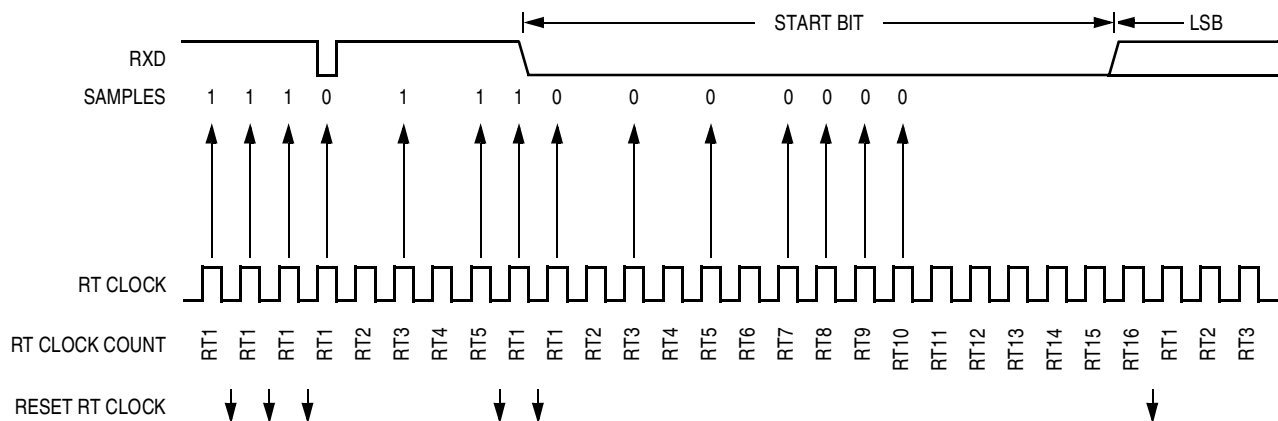 START BIT LSB
RXD
SAMPLES 1 1 1 0 1 1 1 0 0 0 0 0 0 0
RT CLOCK
RT CLOCK COUNT RT1 RT1 RT1 RT1 RT2 RT3 RT4 RT5 RT1 RT1 RT2 RT3 RT4 RT5 RT6 RT7 RT8 RT9 RT10 RT11 RT12 RT13 RT14 RT15 RT16 RT1 RT2 RT3
RESET RT CLOCK